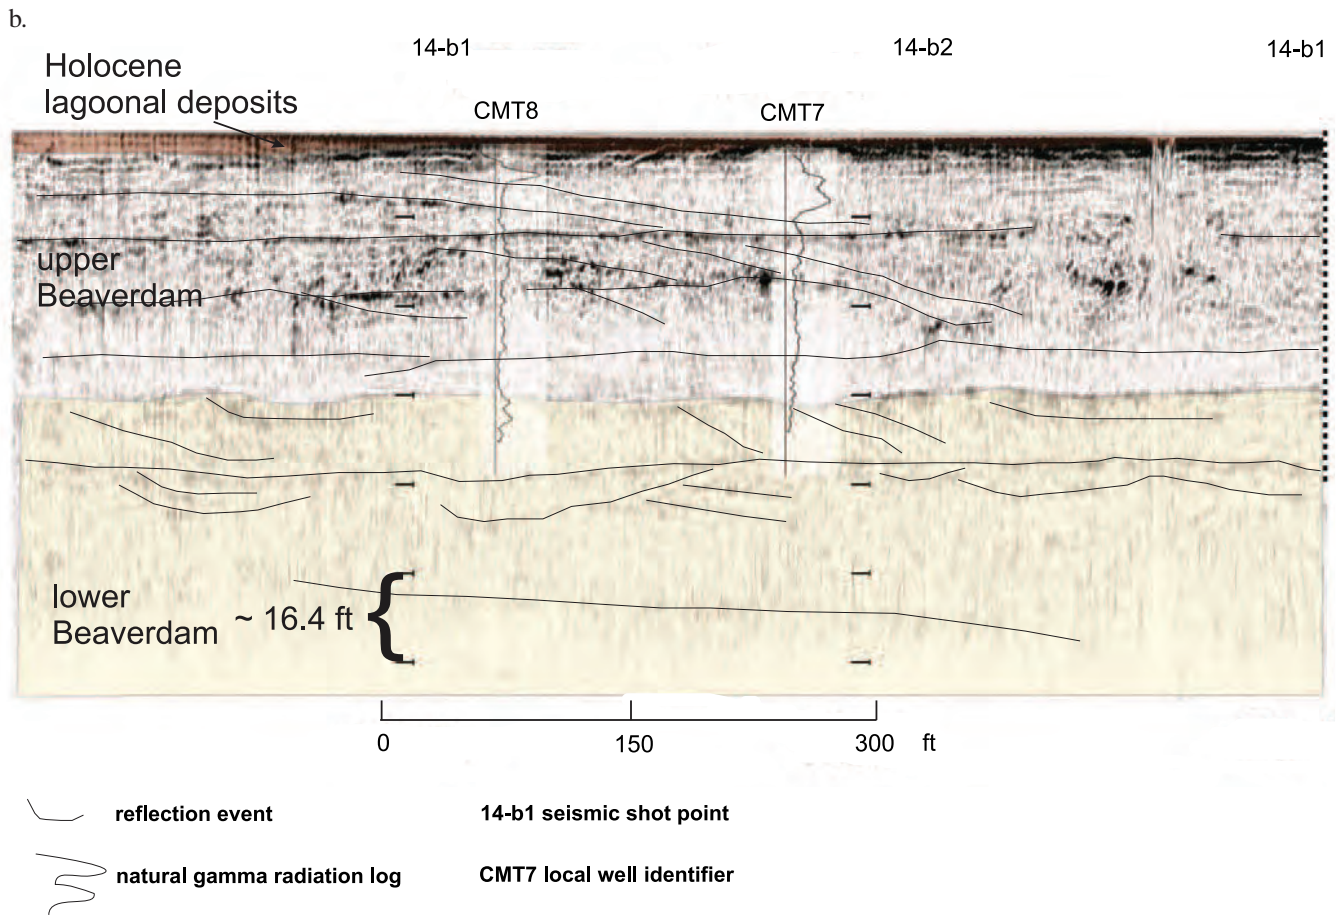 b.
14-b1
14-b2
14-b1
Holocene
lagoonal deposits
CMT8
CMT7
upper
Beaverdam
lower
Beaverdam
~ 16.4 ft
0
150
300
ft
reflection event
14-b1 seismic shot point
natural gamma radiation log
CMT7 local well identifier